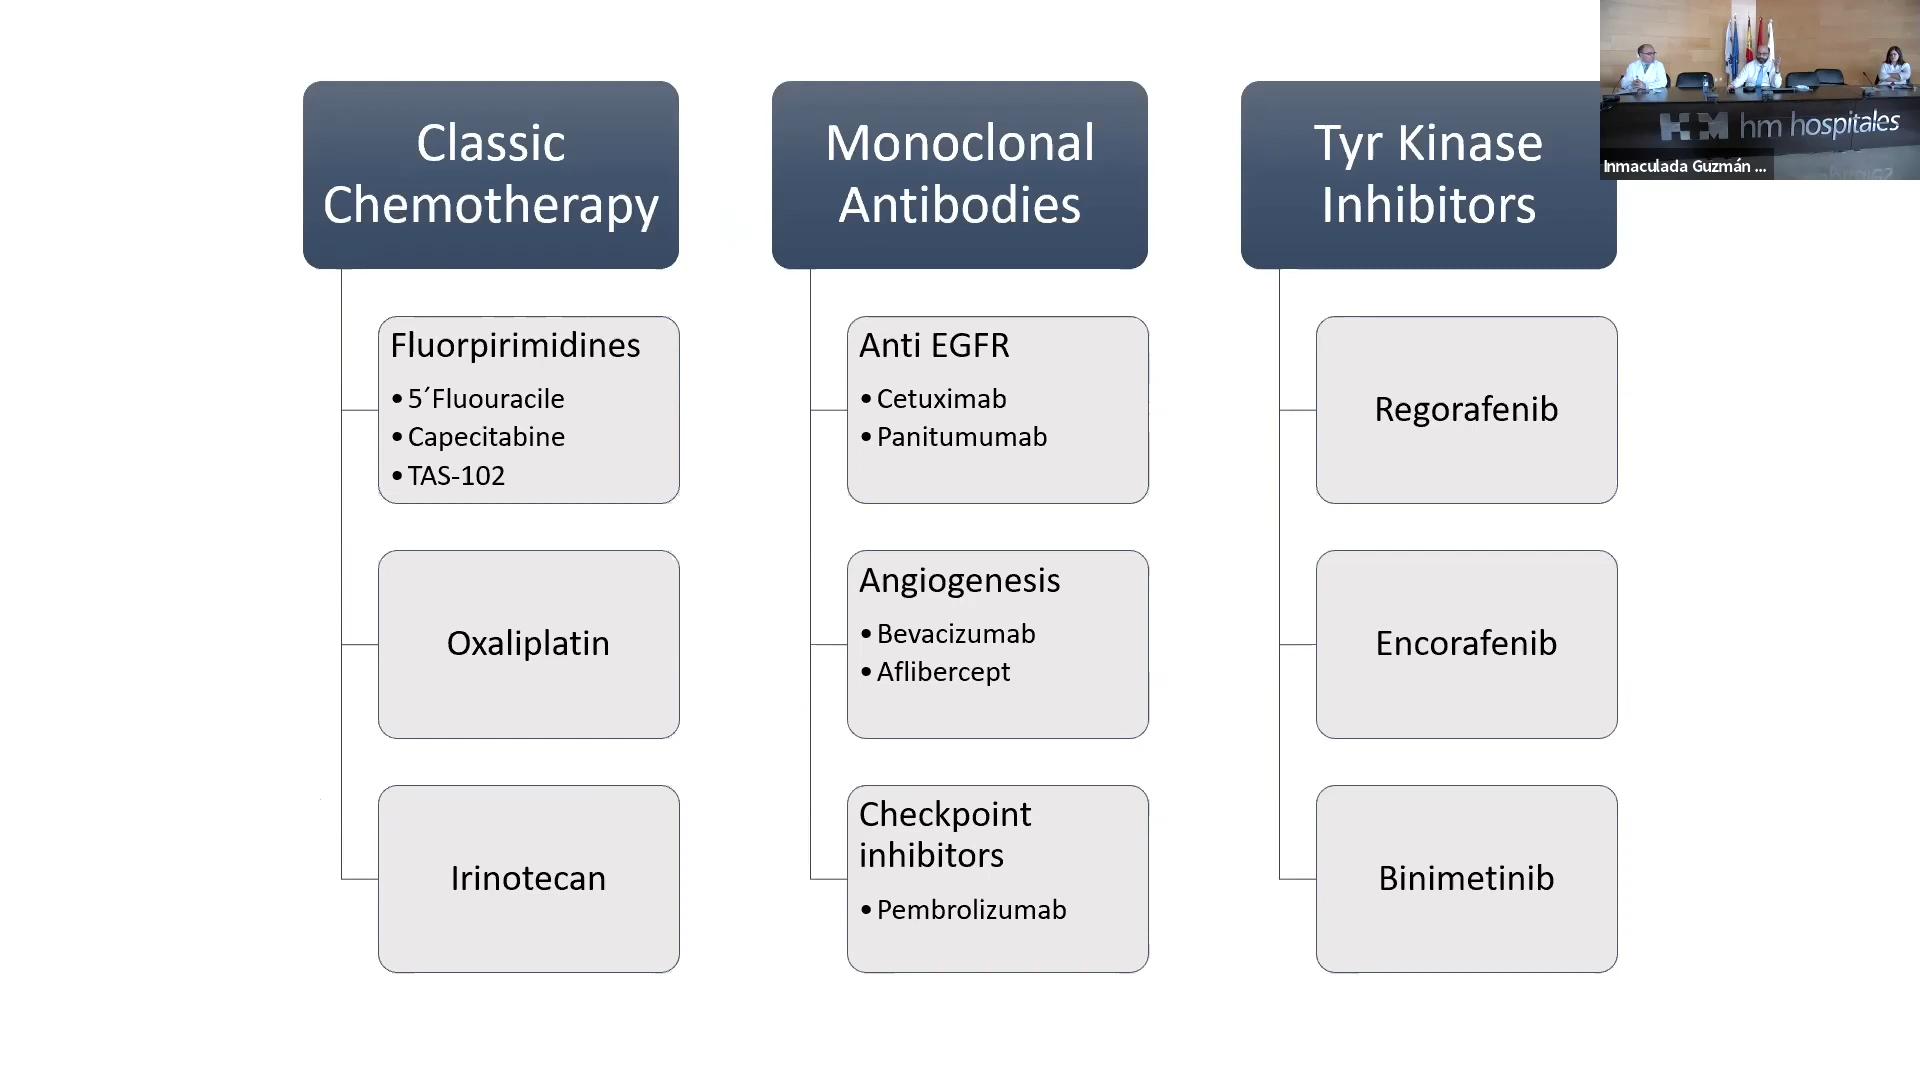 Classic
Chemotherapy
Fluorpirimidines
•5´Fluouracile
•Capecitabine
•TAS-102
Oxaliplatin
Irinotecan
Monoclonal
Antibodies
Anti EGFR
•Cetuximab
•Panitumumab
Angiogenesis
•Bevacizumab
•Aflibercept
Checkpoint
inhibitors
•Pembrolizumab
Tyr Kinase
Inhibitors
Regorafenib
Encorafenib
Binimetinib
HM hm hospitales
Inmaculada Guzmán ...